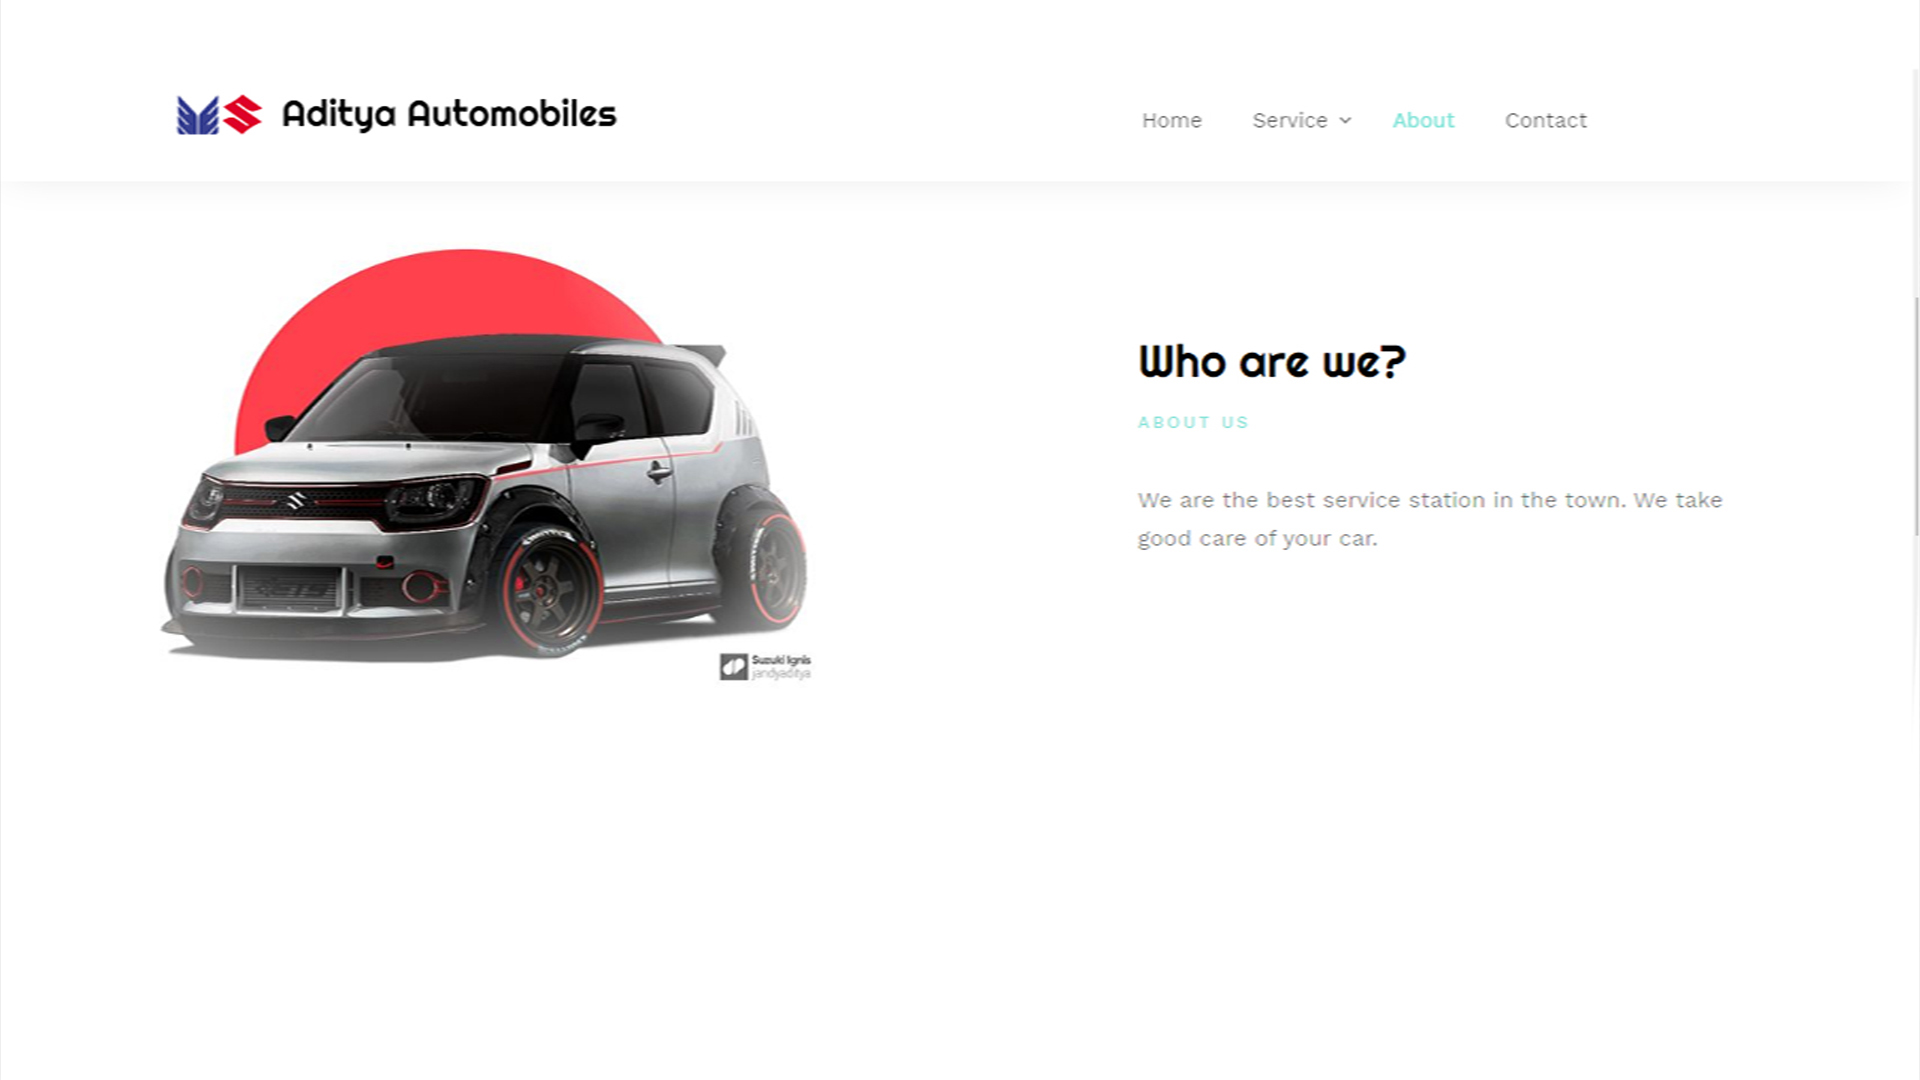 Aditya Automobiles
Home Service About Contact
Who are we?
ABOUT US
We are the best service station in the town. We take
good care of your car.
Suzuki Ignis
jandyaditya